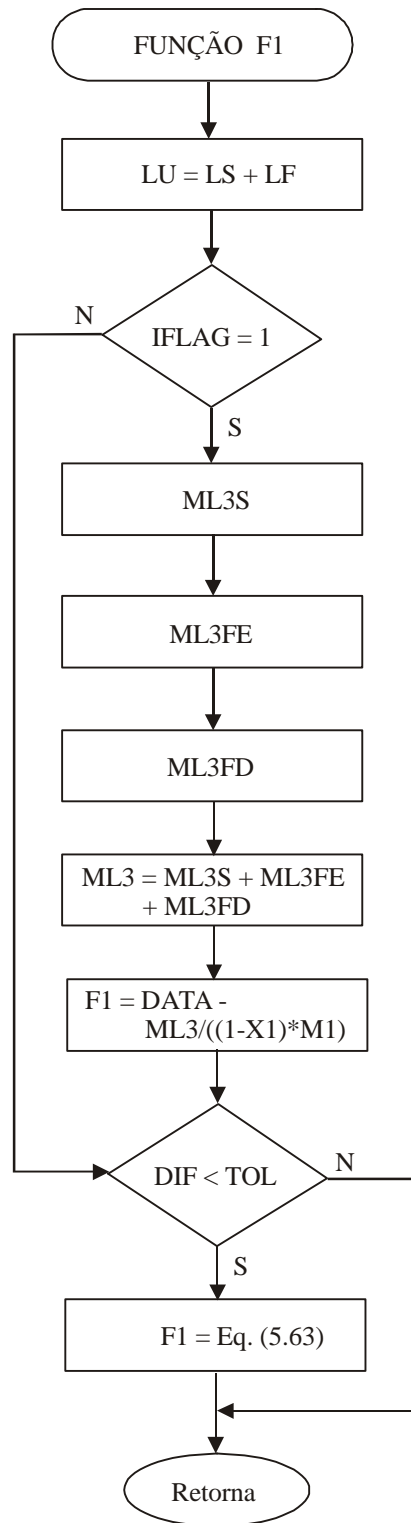 FUNÇÃO F1
LU = LS + LF
N
IFLAG = 1
S
ML3S
ML3FE
ML3FD
ML3 = ML3S + ML3FE
+ ML3FD
F1 = DATA -
ML3/((1-X1)*M1)
DIF < TOL
N
S
F1 = Eq. (5.63)
Retorna